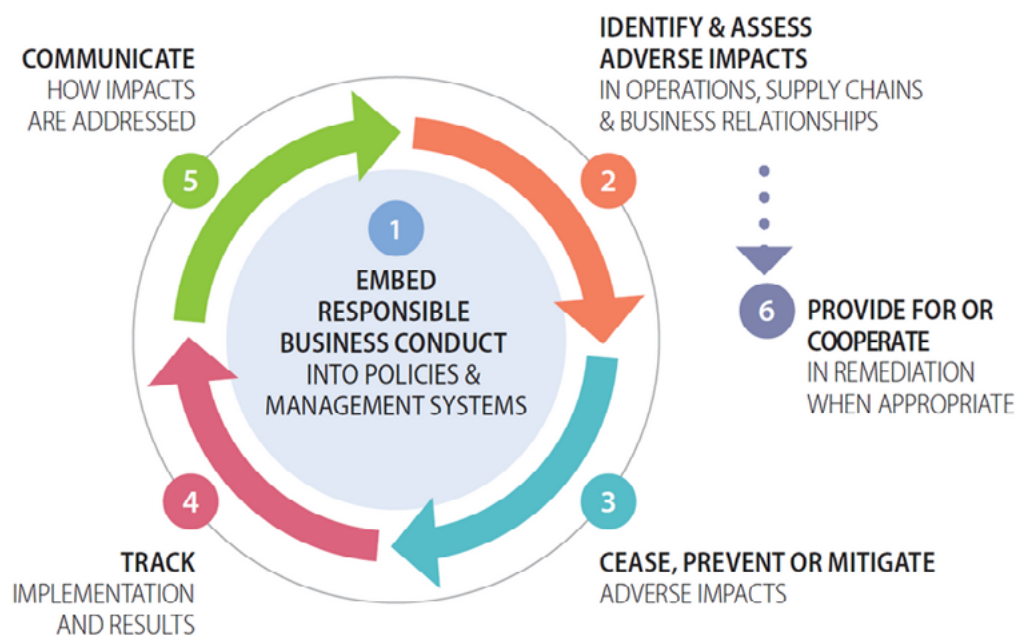 1
EMBED
RESPONSIBLE
BUSINESS CONDUCT
INTO POLICIES &
MANAGEMENT SYSTEMS
IDENTIFY & ASSESS
ADVERSE IMPACTS
IN OPERATIONS, SUPPLY CHAINS
& BUSINESS RELATIONSHIPS
2
3
CEASE, PREVENT OR MITIGATE
ADVERSE IMPACTS
4
TRACK
IMPLEMENTATION
AND RESULTS
COMMUNICATE
HOW IMPACTS
ARE ADDRESSED
5
6
PROVIDE FOR OR
COOPERATE
IN REMEDIATION
WHEN APPROPRIATE